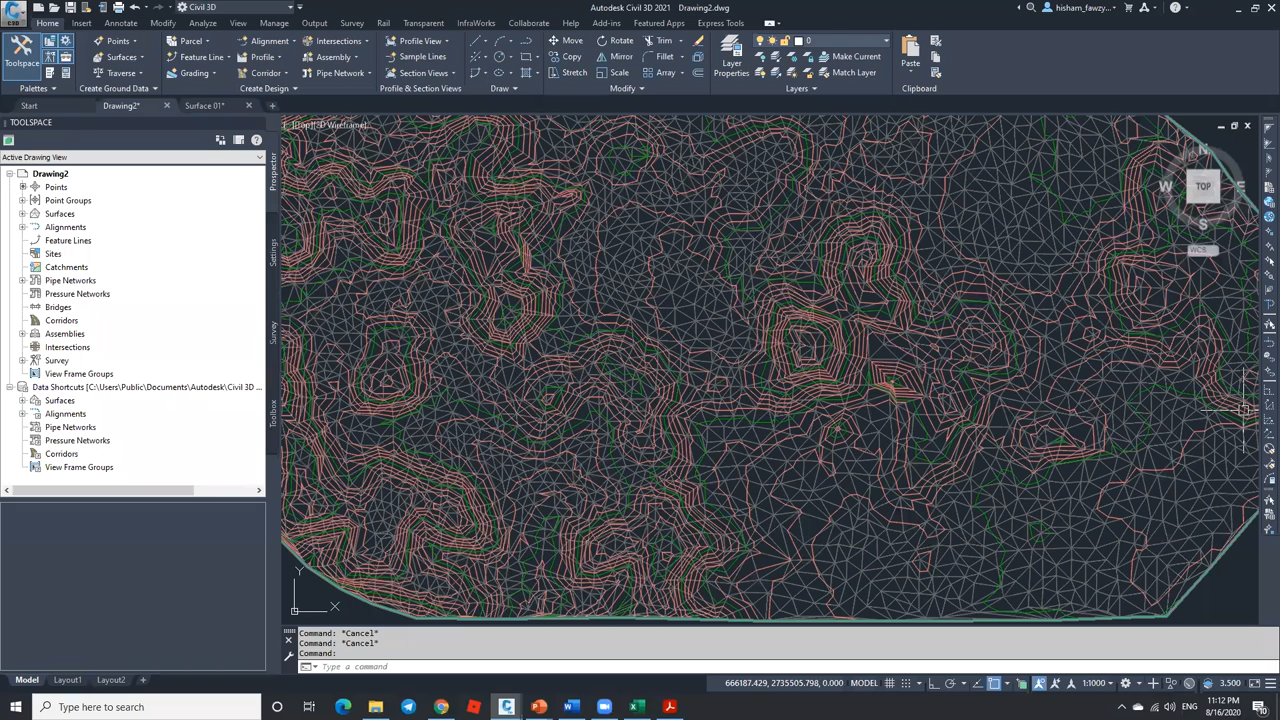 Civil 3D
Autodesk Civil 3D 2021 Drawing2.dwg
hisham_fawzy...
C3D
Home Insert Annotate Modify Analyze View Manage Output Survey Rail Transparent InfraWorks Collaborate Help Add-ins Featured Apps Express Tools
Toolspace
Points
Surfaces
Traverse
Parcel
Feature Line
Grading
Alignment
Profile
Corridor
Intersections
Assembly
Pipe Network
Profile View
Sample Lines
Section Views
Move
Copy
Stretch
Rotate
Mirror
Scale
Trim
Fillet
Array
Layer
Properties
0
Make Current
Match Layer
Paste
Palettes Create Ground Data Create Design Profile & Section Views Draw Modify Layers Clipboard
Start Drawing2* Surface 01*
TOOLSPACE
Active Drawing View
Drawing2
Points
Point Groups
Surfaces
Alignments
Feature Lines
Sites
Catchments
Pipe Networks
Pressure Networks
Bridges
Corridors
Assemblies
Intersections
Survey
View Frame Groups
Data Shortcuts [C:\Users\Public\Documents\Autodesk\Civil 3D ...
Surfaces
Alignments
Pipe Networks
Pressure Networks
Corridors
View Frame Groups
Prospector
Settings
Survey
Toolbox
[Top][3D Wireframe]
N
W
TOP
E
S
WCS
Y
X
Command: *Cancel*
Command: *Cancel*
Command:
Type a command
Model Layout1 Layout2
666187.429, 2735505.798, 0.000 MODEL 1:1000 3.500
Type here to search
ENG
11:12 PM
8/16/2020
10